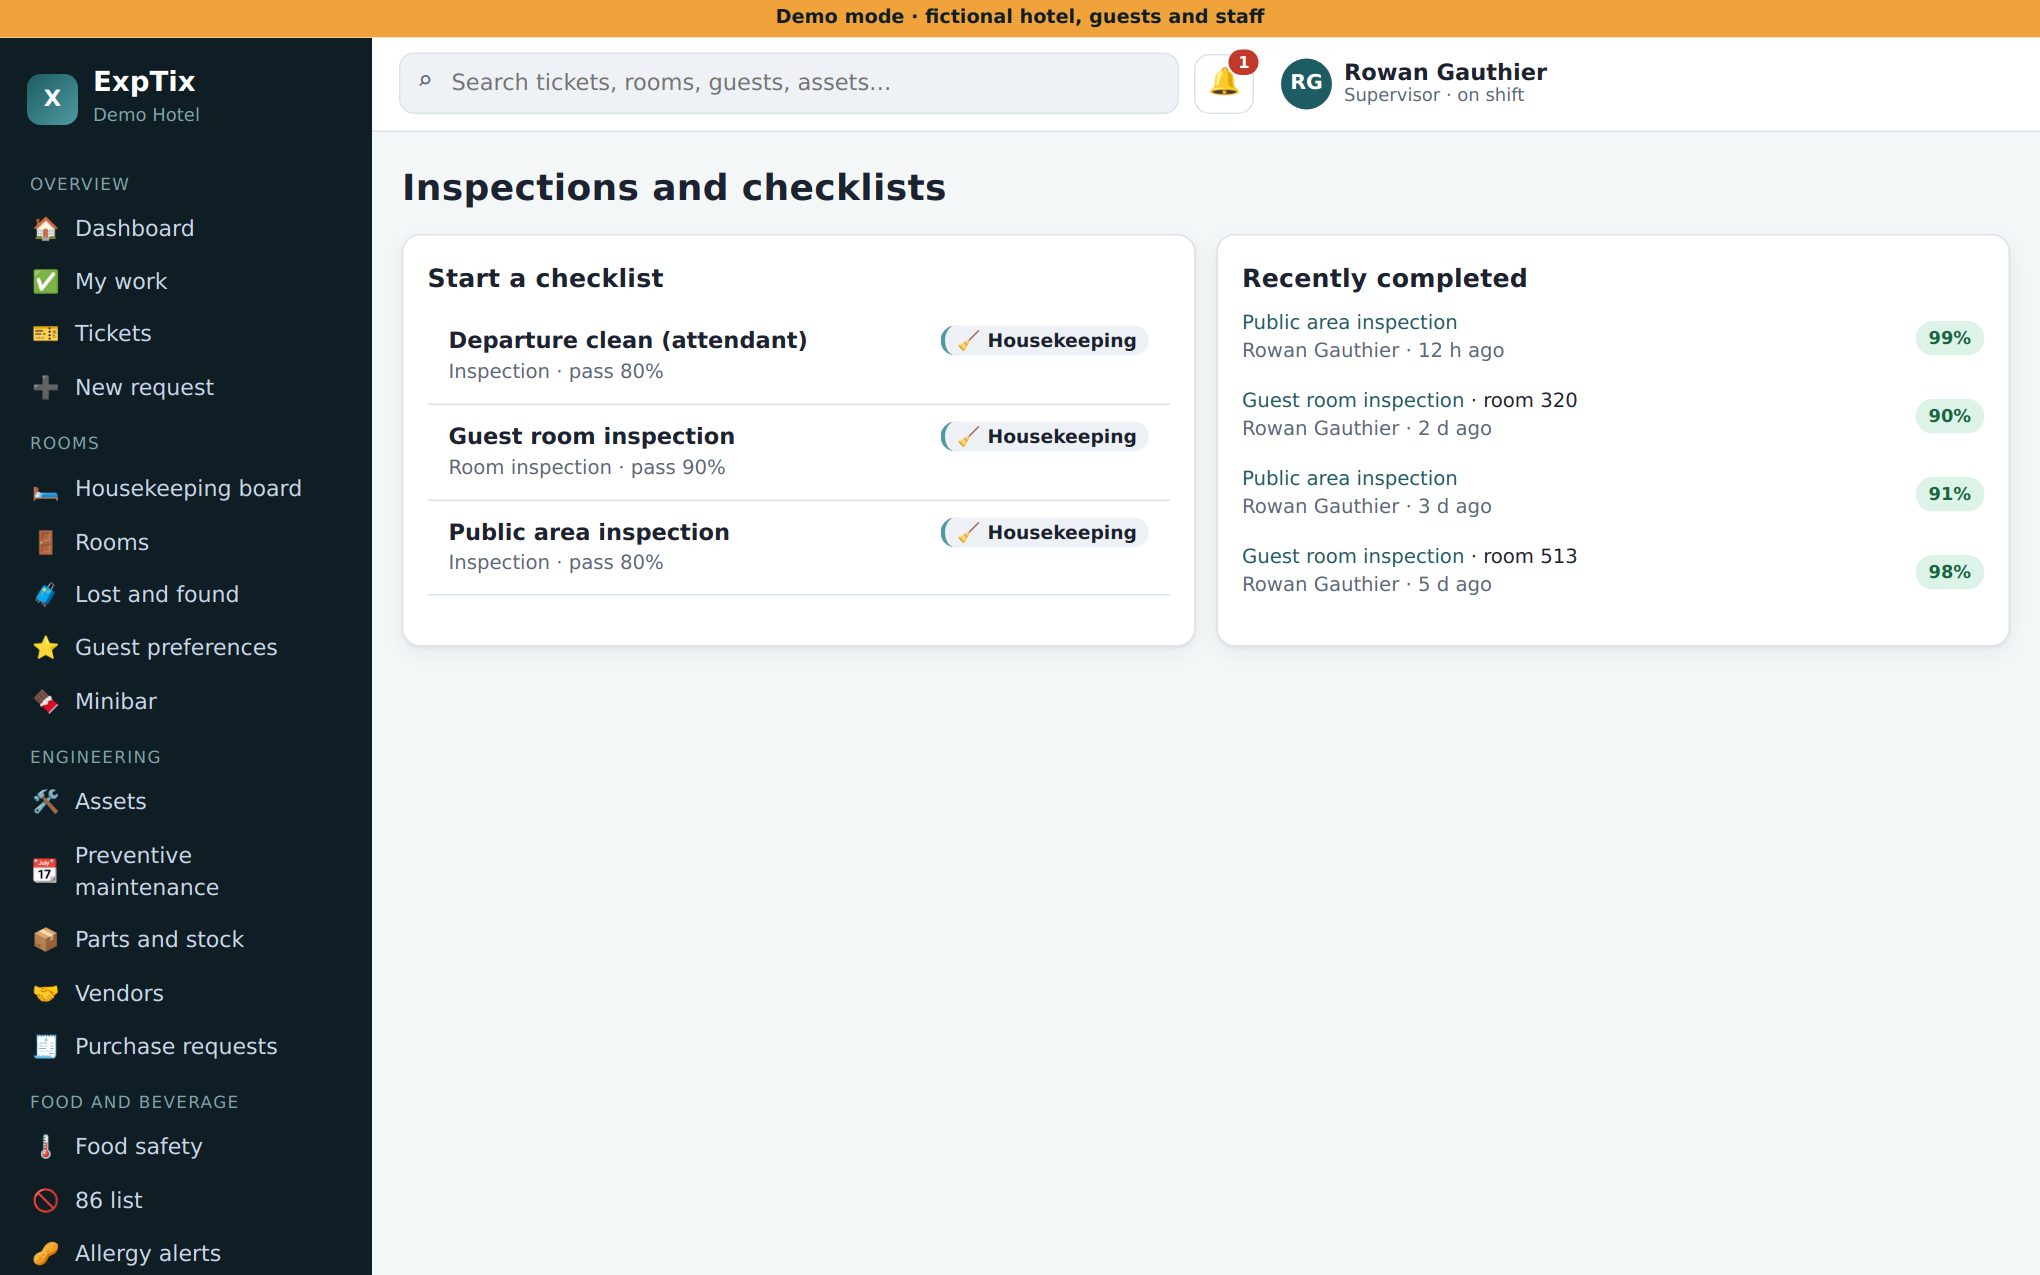 Demo mode · fictional hotel, guests and staff
X
ExpTix
Demo Hotel
OVERVIEW
Dashboard
My work
Tickets
New request
ROOMS
Housekeeping board
Rooms
Lost and found
Guest preferences
Minibar
ENGINEERING
Assets
Preventive
maintenance
Parts and stock
Vendors
Purchase requests
FOOD AND BEVERAGE
Food safety
86 list
Allergy alerts
Search tickets, rooms, guests, assets...
1
RG
Rowan Gauthier
Supervisor · on shift
Inspections and checklists
Start a checklist
Departure clean (attendant)
Housekeeping
Inspection · pass 80%
Guest room inspection
Housekeeping
Room inspection · pass 90%
Public area inspection
Housekeeping
Inspection · pass 80%
Recently completed
Public area inspection
Rowan Gauthier · 12 h ago
99%
Guest room inspection · room 320
Rowan Gauthier · 2 d ago
90%
Public area inspection
Rowan Gauthier · 3 d ago
91%
Guest room inspection · room 513
Rowan Gauthier · 5 d ago
98%